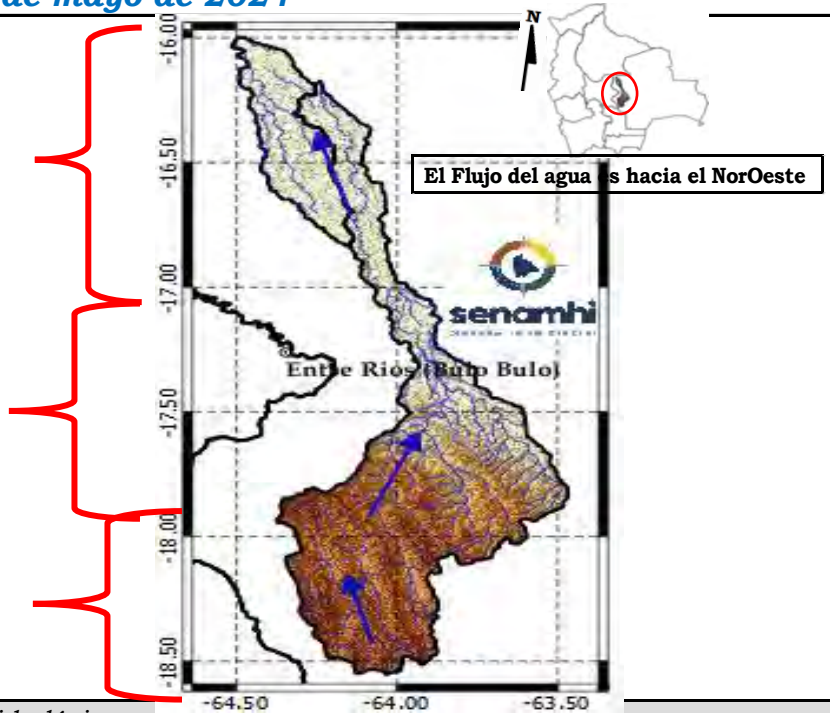 de mayo de 2024
N
-16.00
-16.50
El Flujo del agua es hacia el NorOeste
-17.00
senamhi
Entre Rios (Bulo Bulo)
-17.50
-18.00
-18.50
-64.50 -64.00 -63.50